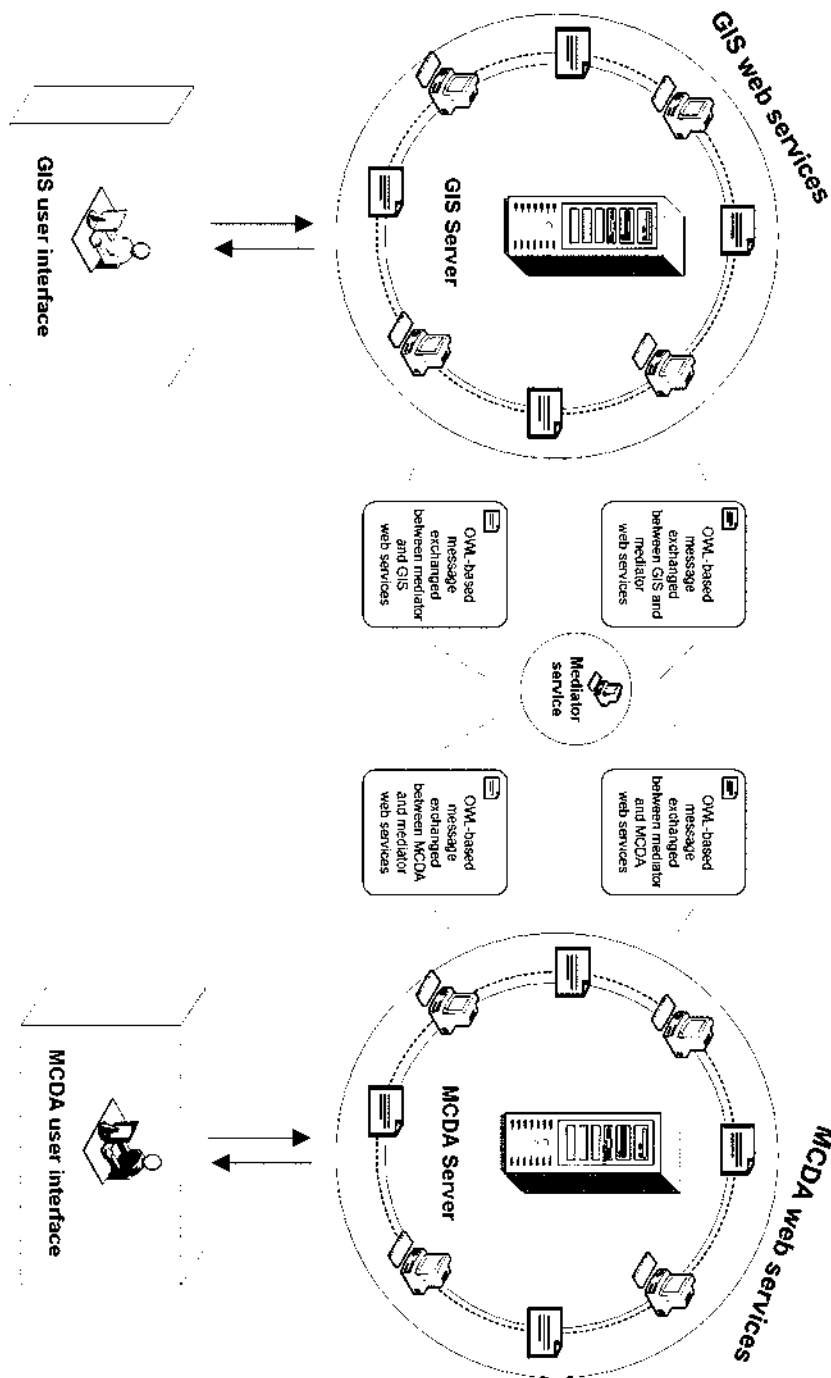 GIS web services
MCDA web services
GIS Server
MCDA Server
OWL-based
message
exchanged
between GIS and
mediator
web services
OWL-based
message
exchanged
between mediator
and MCDA
web services
Mediator
service
OWL-based
message
exchanged
between mediator
and GIS
web services
OWL-based
message
exchanged
between MCDA
and mediator
web services
GIS user interface
MCDA user interface